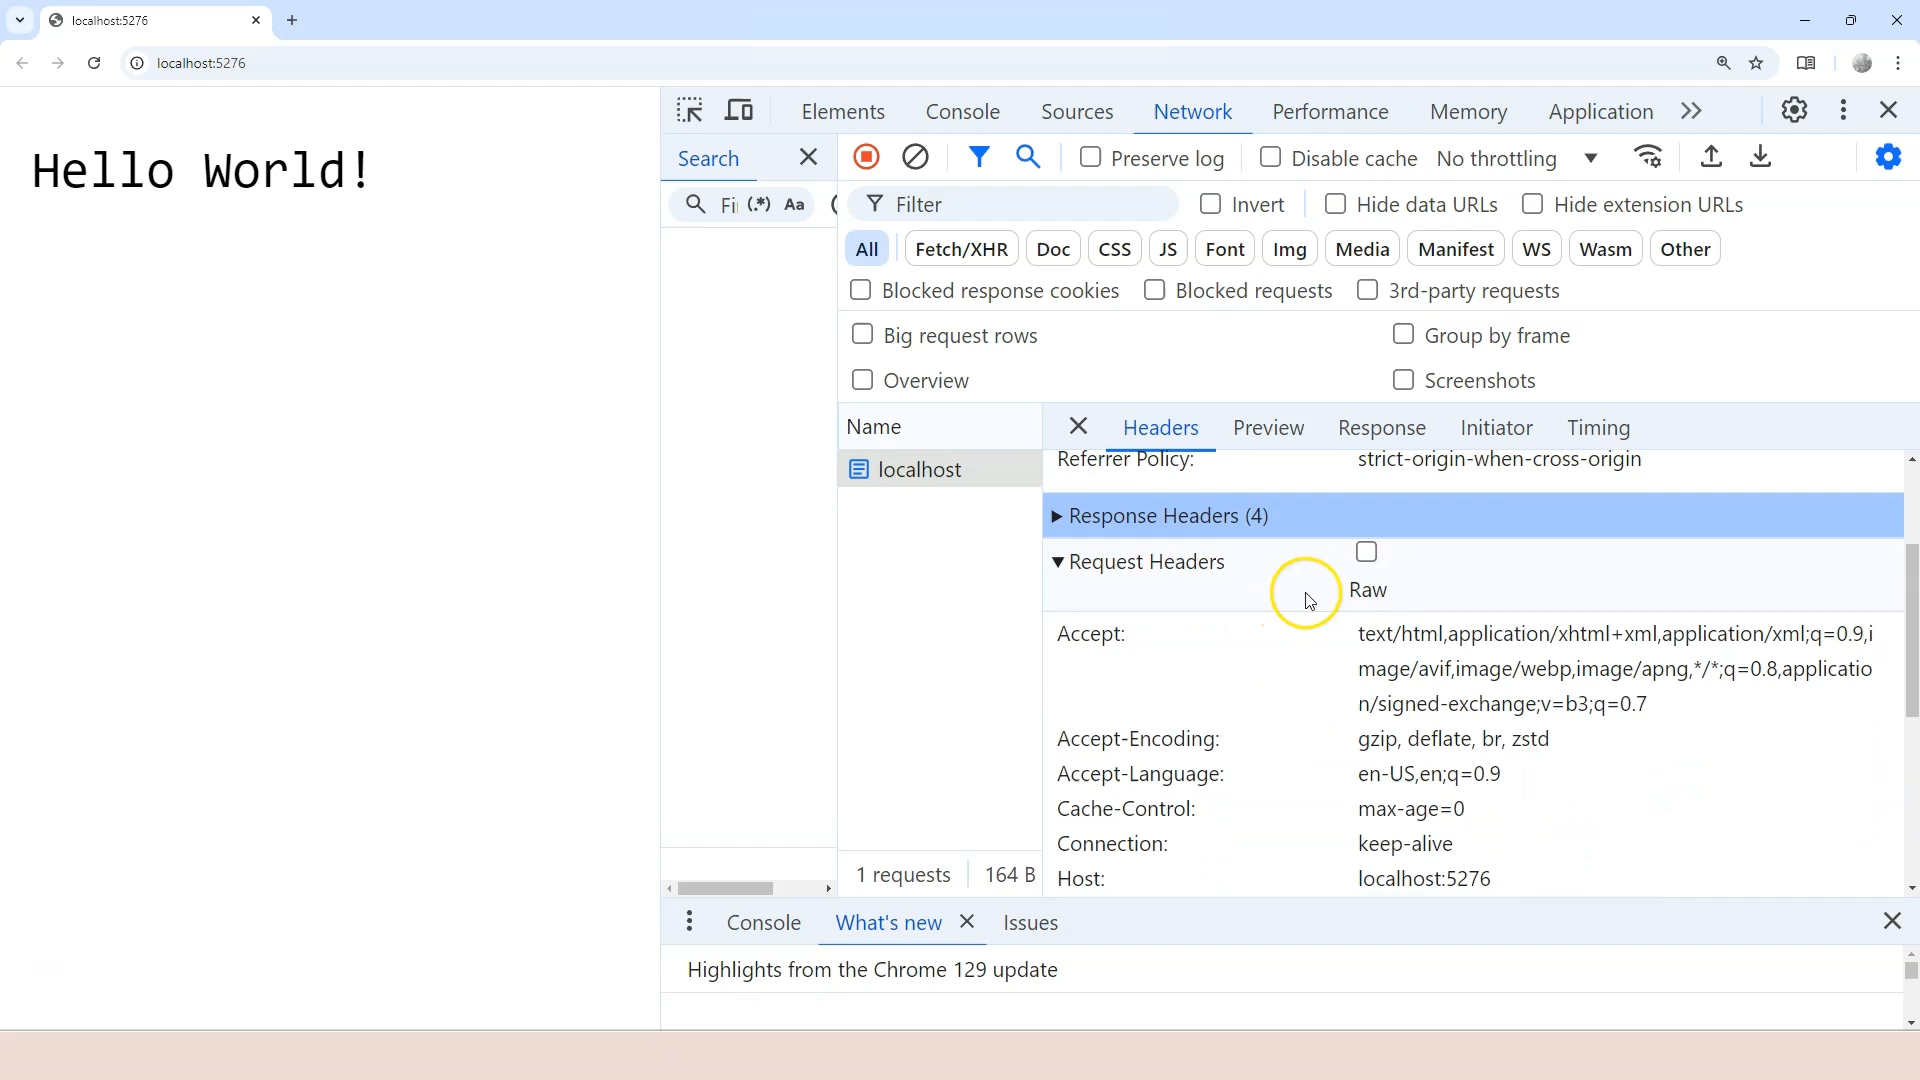 localhost:5276
localhost:5276
Hello World!
Elements Console Sources Network Performance Memory Application
Search
Preserve log Disable cache No throttling
Fi (.*) Aa
Filter Invert Hide data URLs Hide extension URLs
All Fetch/XHR Doc CSS JS Font Img Media Manifest WS Wasm Other
Blocked response cookies Blocked requests 3rd-party requests
Big request rows Group by frame
Overview Screenshots
Name Headers Preview Response Initiator Timing
localhost
Referrer Policy: strict-origin-when-cross-origin
Response Headers (4)
Request Headers
Raw
Accept: text/html,application/xhtml+xml,application/xml;q=0.9,i
mage/avif,image/webp,image/apng,*/*;q=0.8,applicatio
n/signed-exchange;v=b3;q=0.7
Accept-Encoding: gzip, deflate, br, zstd
Accept-Language: en-US,en;q=0.9
Cache-Control: max-age=0
Connection: keep-alive
Host: localhost:5276
1 requests 164 B
Console What's new Issues
Highlights from the Chrome 129 update